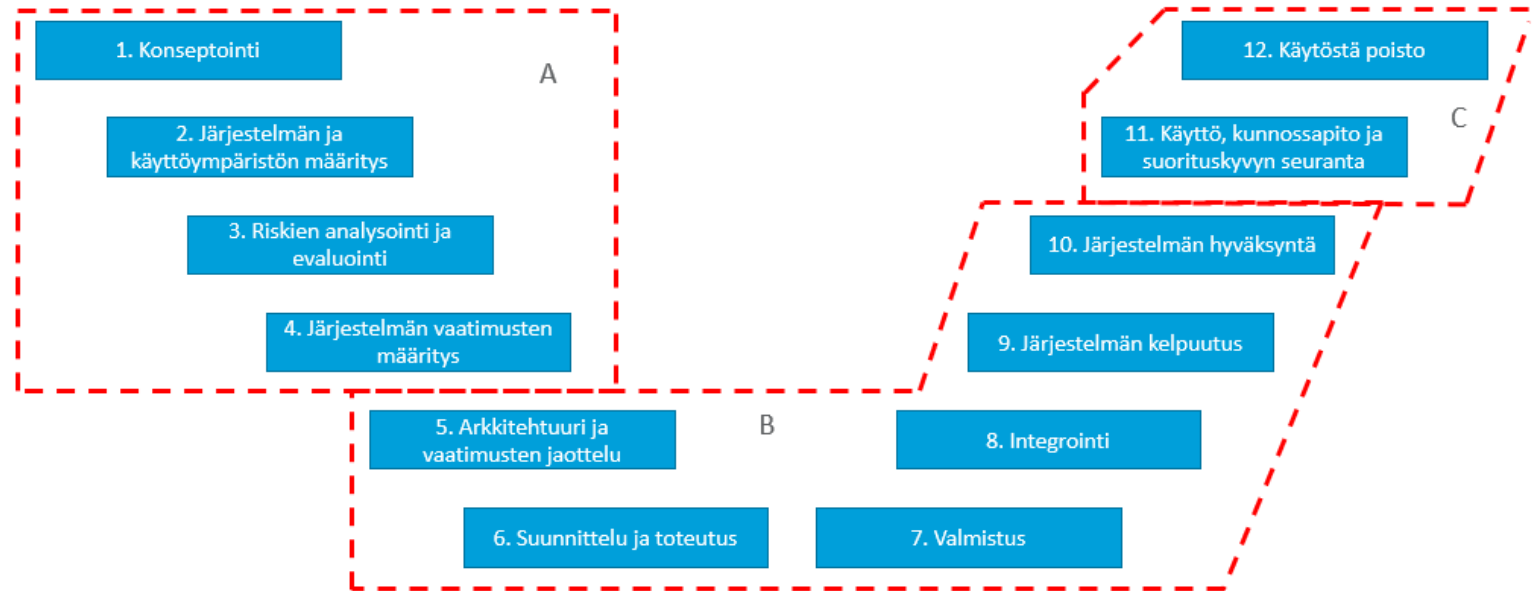 1. Konseptointi
A
2. Järjestelmän ja
käyttöympäristön määritys
3. Riskien analysointi ja
evaluointi
4. Järjestelmän vaatimusten
määritys
B
5. Arkkitehtuuri ja
vaatimusten jaottelu
6. Suunnittelu ja toteutus
7. Valmistus
8. Integrointi
9. Järjestelmän kelpuutus
10. Järjestelmän hyväksyntä
C
11. Käyttö, kunnossapito ja
suorituskyvyn seuranta
12. Käytöstä poisto